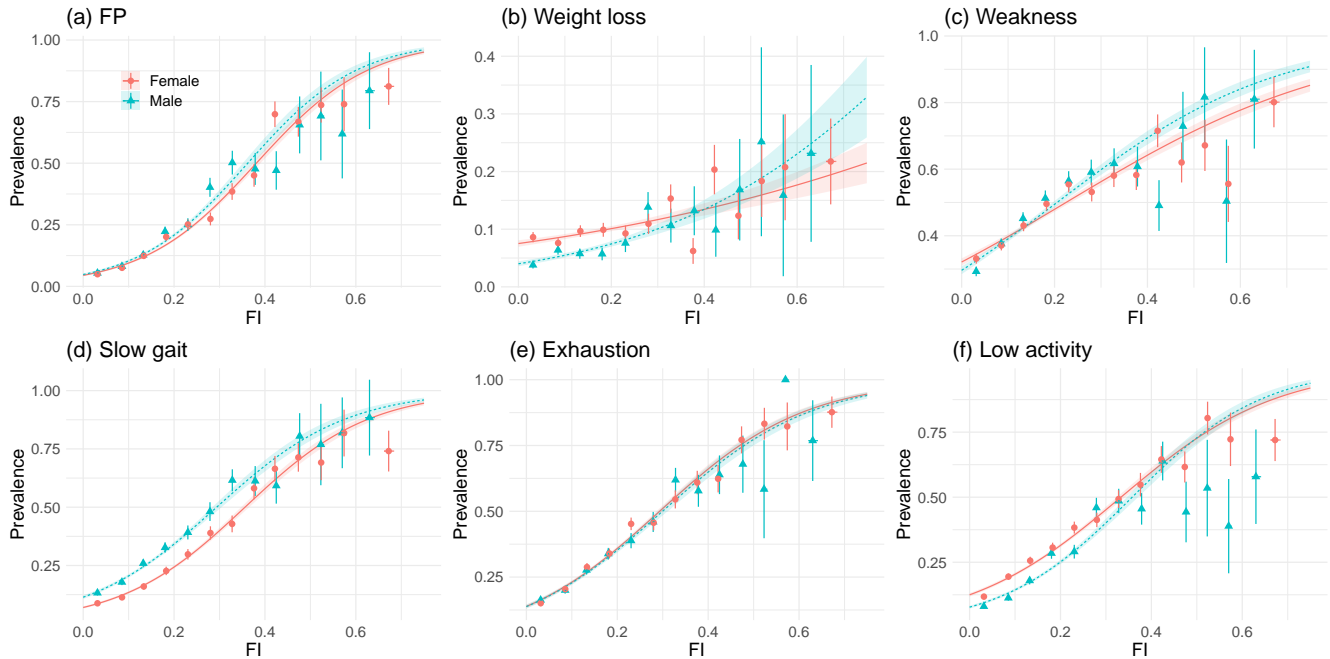 (a) FP
1.00
0.75
0.50
0.25
0.00
Prevalence
Female
Male
0.0 0.2 0.4 0.6
FI
(b) Weight loss
0.4
0.3
0.2
0.1
0.0
Prevalence
0.0 0.2 0.4 0.6
FI
(c) Weakness
1.0
0.8
0.6
0.4
Prevalence
0.0 0.2 0.4 0.6
FI
(d) Slow gait
1.00
0.75
0.50
0.25
Prevalence
0.0 0.2 0.4 0.6
FI
(e) Exhaustion
1.00
0.75
0.50
0.25
Prevalence
0.0 0.2 0.4 0.6
FI
(f) Low activity
1.00
0.75
0.50
0.25
Prevalence
0.0 0.2 0.4 0.6
FI